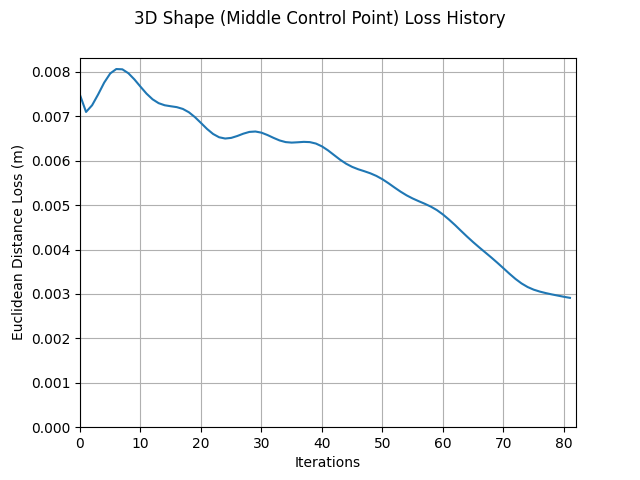 3D Shape (Middle Control Point) Loss History
0.008
0.007
0.006
0.005
0.004
0.003
0.002
0.001
0.000
Euclidean Distance Loss (m)
0 10 20 30 40 50 60 70 80
Iterations